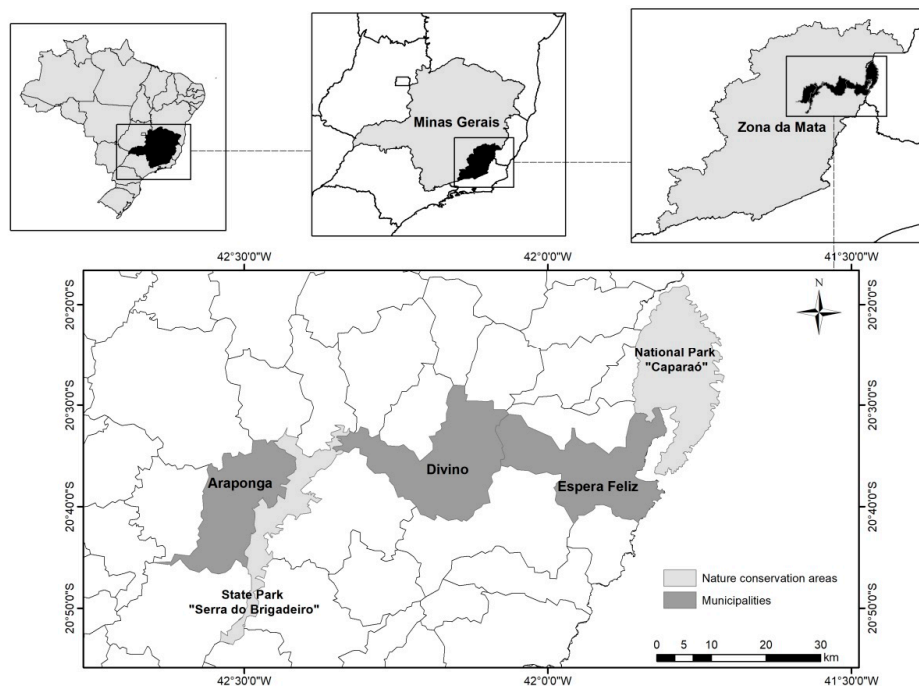 Minas Gerais
Zona da Mata
42°30'0"W
42°0'0"W
41°30'0"W
20°20'0"S
20°20'0"S
N
National Park
"Caparaó"
20°30'0"S
20°30'0"S
Araponga
Divino
Espera Feliz
20°40'0"S
20°40'0"S
State Park
"Serra do Brigadeiro"
Nature conservation areas
Municipalities
20°50'0"S
20°50'0"S
0 5 10 20 30
km
42°30'0"W
42°0'0"W
41°30'0"W